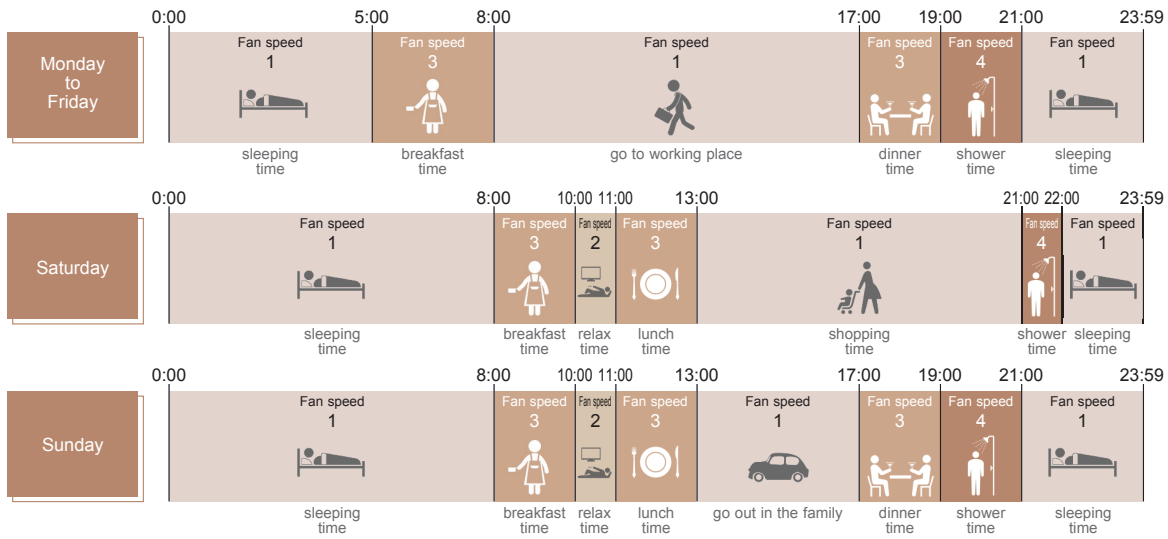 0:00 5:00 8:00 17:00 19:00 21:00 23:59
Monday
to
Friday
Fan speed Fan speed Fan speed Fan speed Fan speed Fan speed
1 3 1 3 4 1
sleeping breakfast go to working place dinner shower sleeping
time time time time time
0:00 8:00 10:00 11:00 13:00 21:00 22:00 23:59
Saturday
Fan speed Fan speed Fan speed Fan speed Fan speed Fan speed Fan speed
1 3 2 3 1 4 1
sleeping breakfast relax lunch shopping shower sleeping
time time time time time time time
0:00 8:00 10:00 11:00 13:00 17:00 19:00 21:00 23:59
Sunday
Fan speed Fan speed Fan speed Fan speed Fan speed Fan speed Fan speed Fan speed
1 3 2 3 1 3 4 1
sleeping breakfast relax lunch go out in the family dinner shower sleeping
time time time time time time time